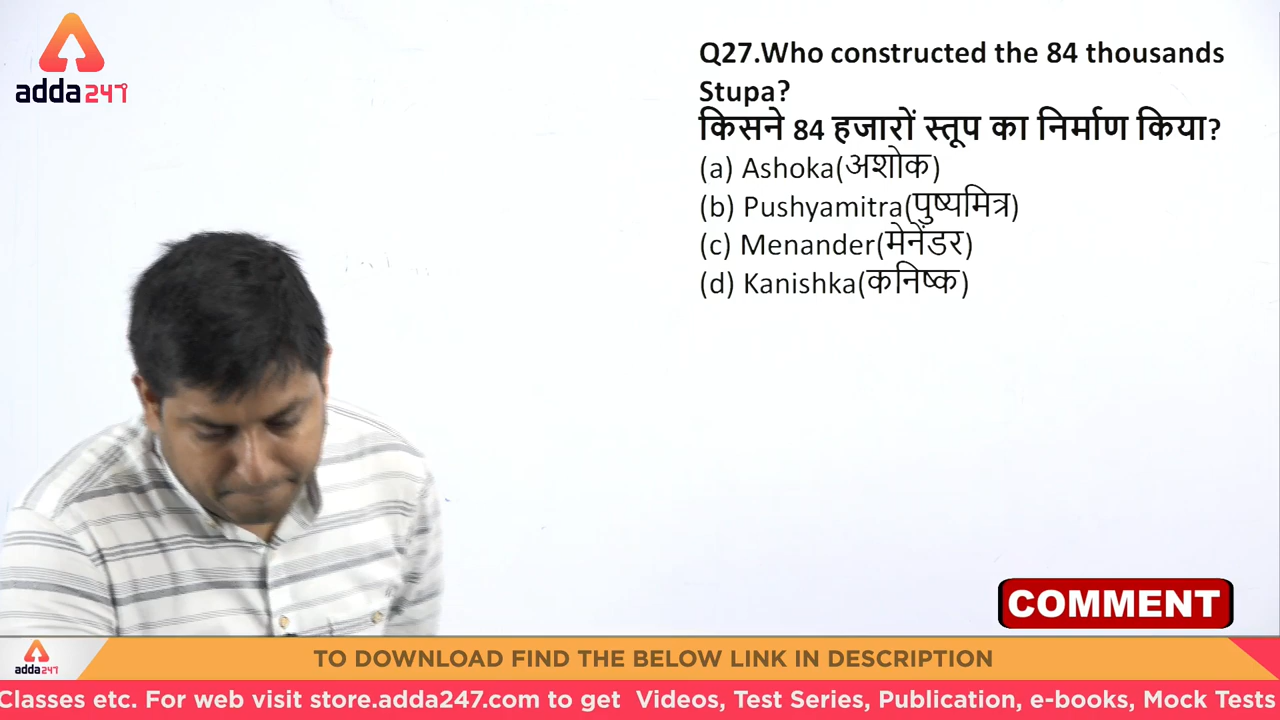 adda247
Q27.Who constructed the 84 thousands
Stupa?
किसने 84 हजारों स्तूप का निर्माण किया?
(a) Ashoka(अशोक)
(b) Pushyamitra(पुष्यमित्र)
(c) Menander(मेनेंडर)
(d) Kanishka(कनिष्क)
COMMENT
adda247
TO DOWNLOAD FIND THE BELOW LINK IN DESCRIPTION
Classes etc. For web visit store.adda247.com to get Videos, Test Series, Publication, e-books, Mock Tests